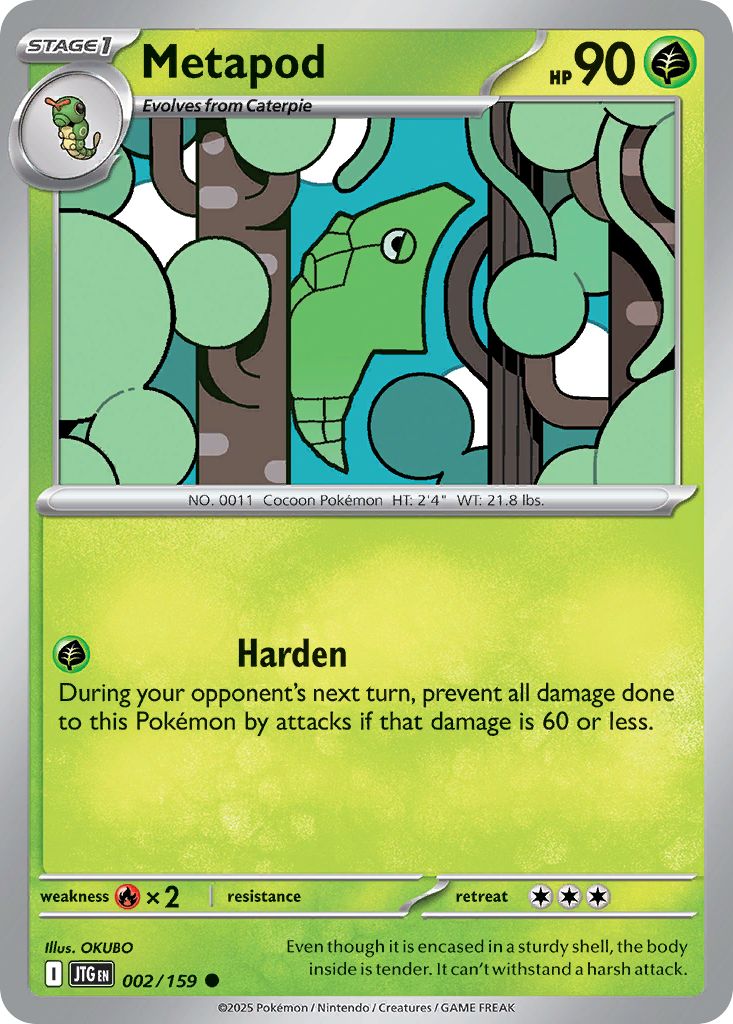 STAGE 1
Metapod
HP 90
Evolves from Caterpie
NO. 0011 Cocoon Pokémon HT: 2'4" WT: 21.8 lbs.
Harden
During your opponent's next turn, prevent all damage done
to this Pokémon by attacks if that damage is 60 or less.
weakness ×2 resistance retreat
Illus. OKUBO
Even though it is encased in a sturdy shell, the body
inside is tender. It can't withstand a harsh attack.
I JTG EN 002/159
©2025 Pokémon / Nintendo / Creatures / GAME FREAK